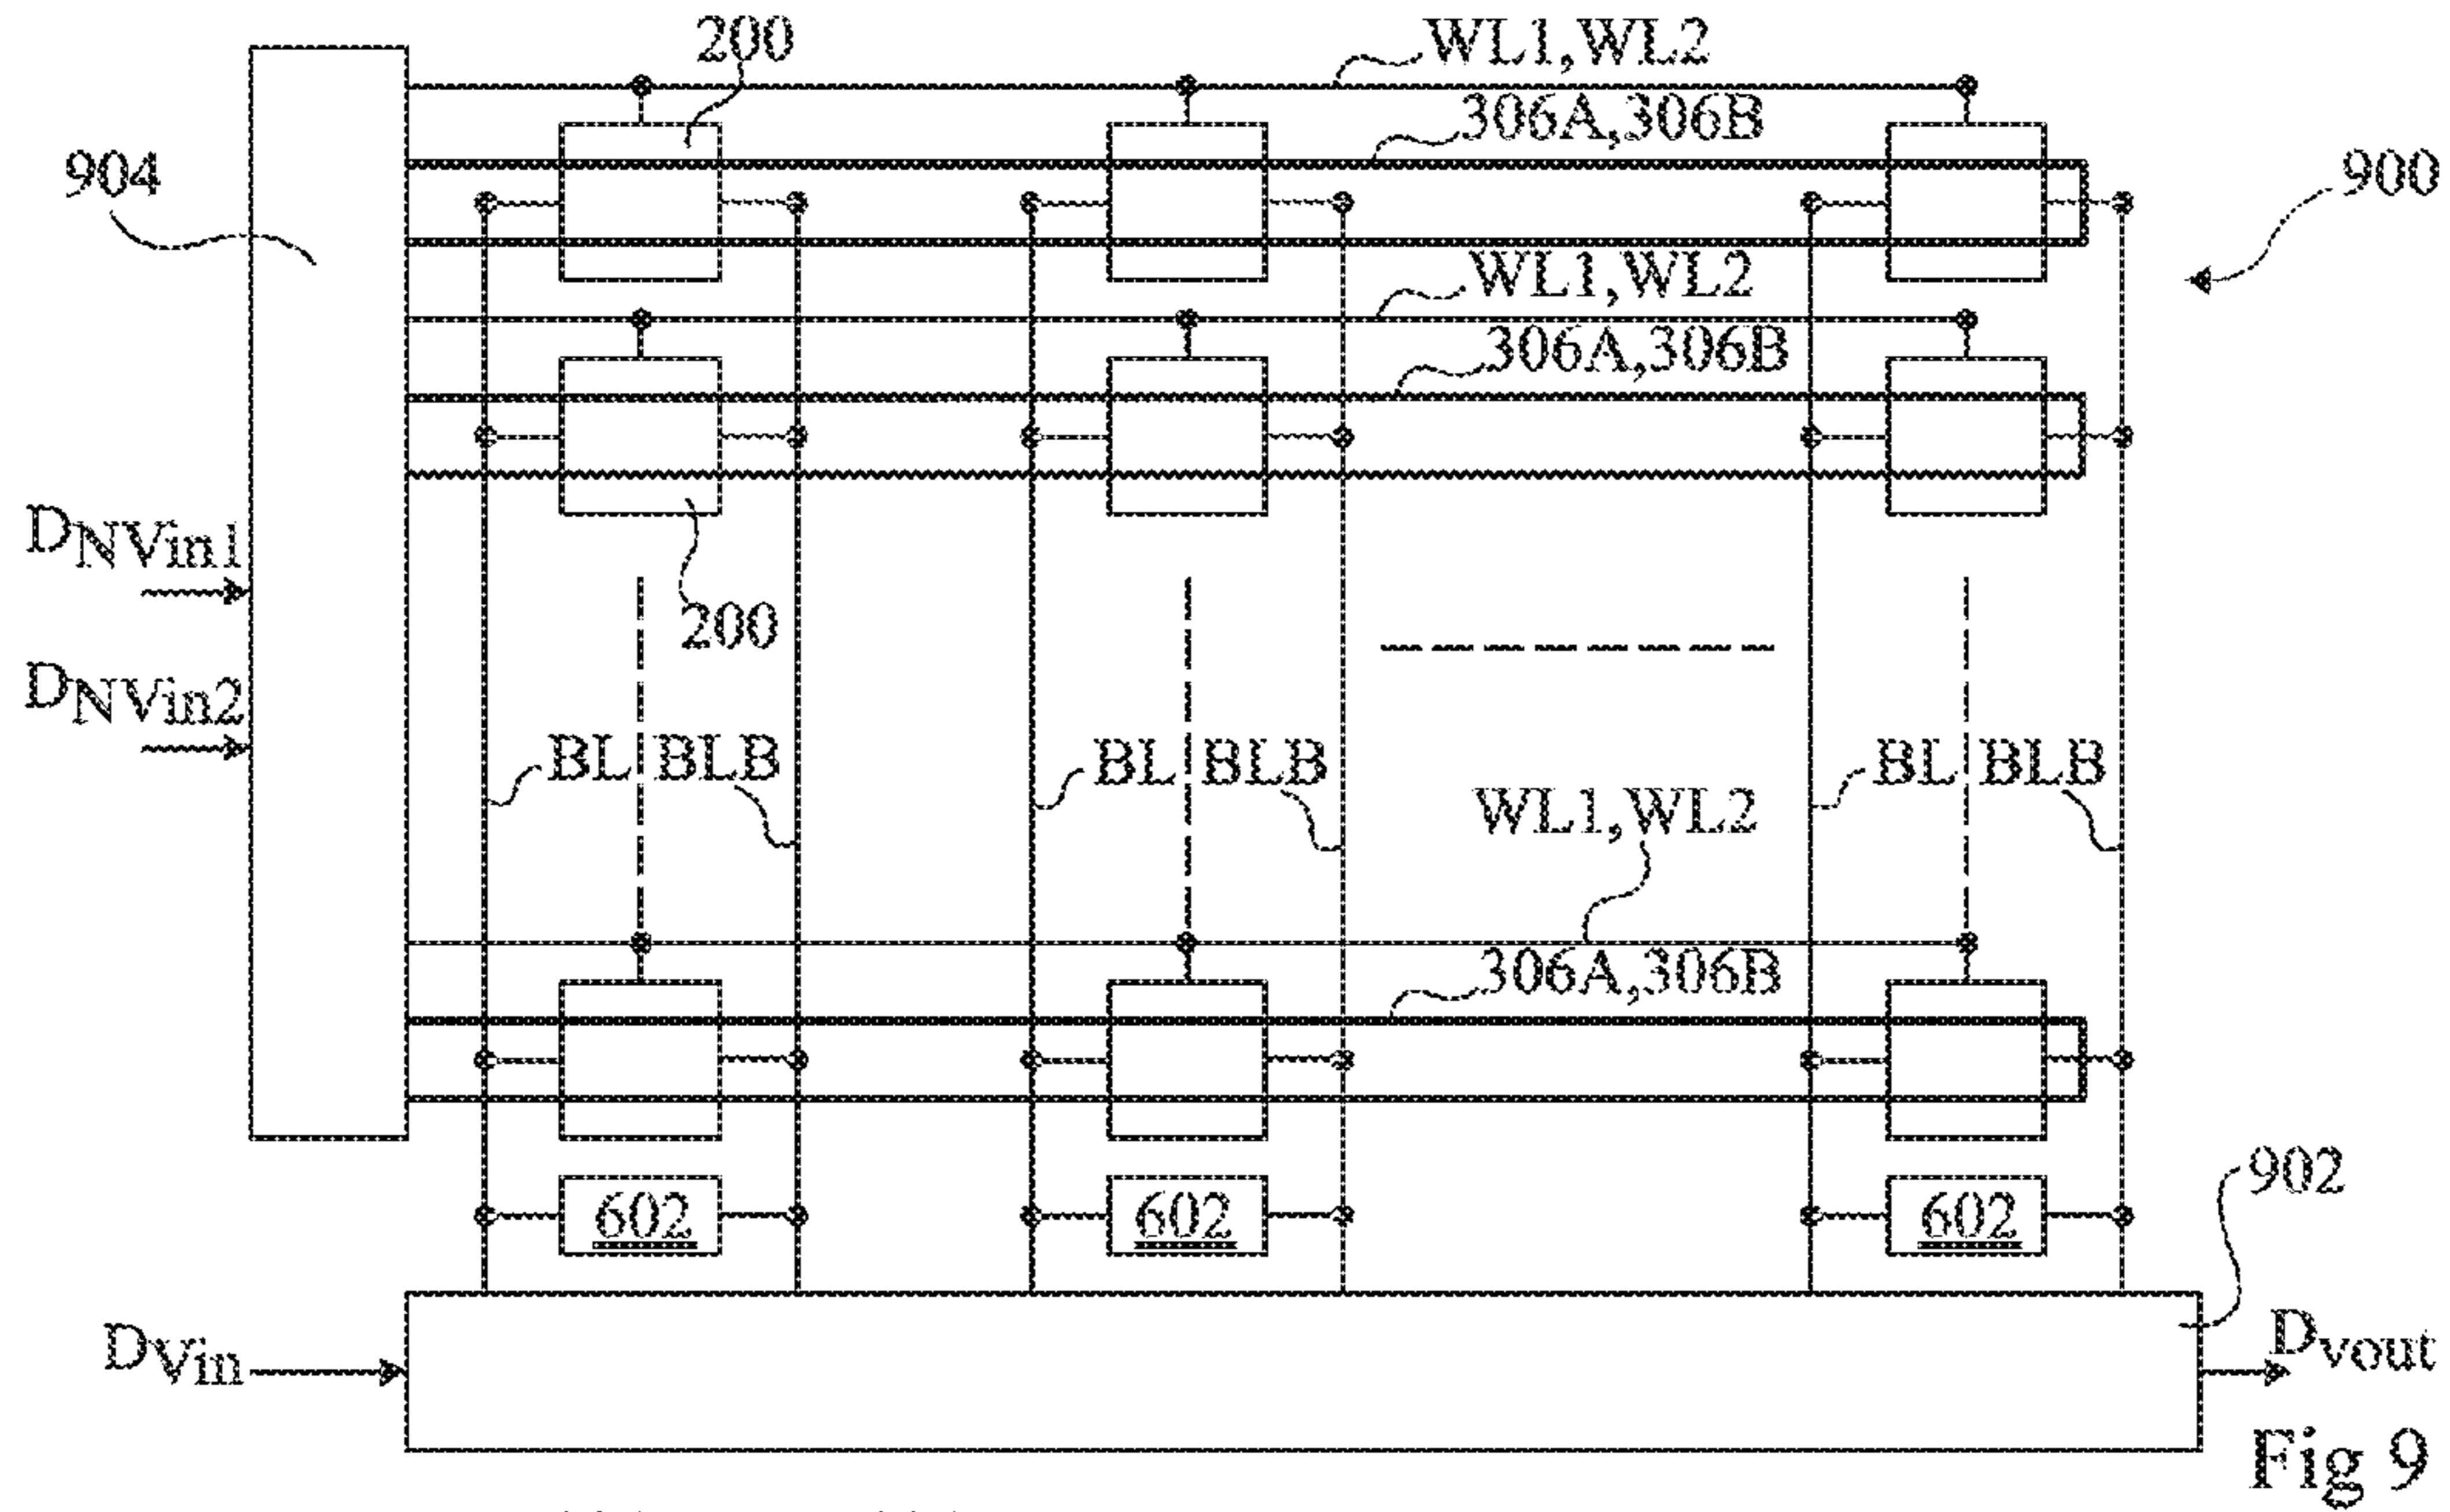 200
WL1,WL2
306A,306B
904
900
WL1,WL2
306A,306B
DNVin1
200
DNVin2
BL BLB BL BLB BL BLB
WL1,WL2
306A,306B
602 602 602
902
DVin
Dvout
Fig 9